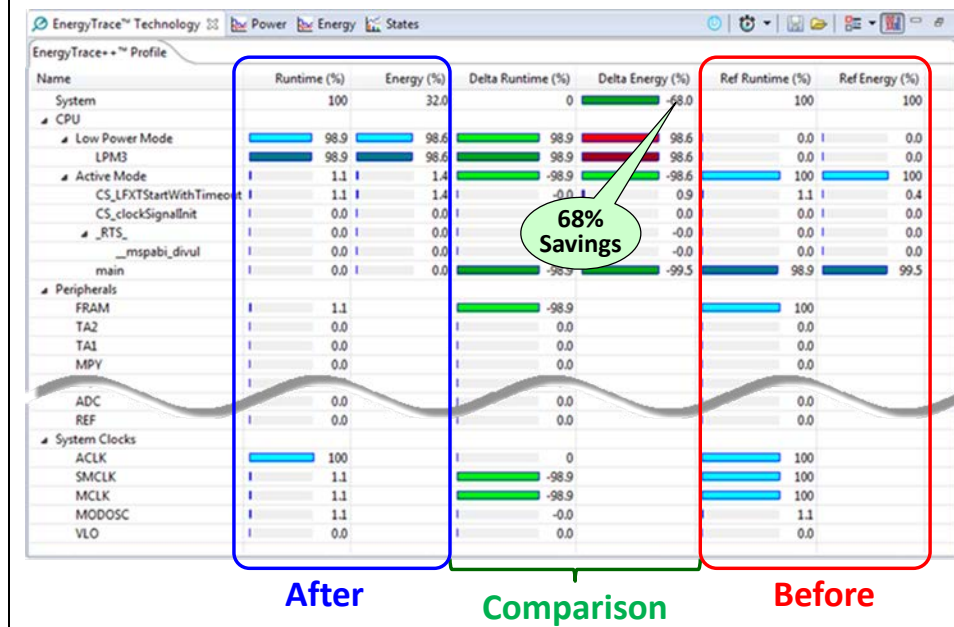 EnergyTrace™ Technology Power Energy States
EnergyTrace++™ Profile
Name Runtime (%) Energy (%) Delta Runtime (%) Delta Energy (%) Ref Runtime (%) Ref Energy (%)
System 100 32.0 0 -68.0 100 100
CPU
Low Power Mode 98.9 98.6 98.9 98.6 0.0 0.0
LPM3 98.9 98.6 98.9 98.6 0.0 0.0
Active Mode 1.1 1.4 -98.9 -98.6 100 100
CS_LFXTStartWithTimeout 1.1 1.4 -0.0 0.9 1.1 0.4
CS_clockSignalInit 0.0 0.0 0.0 0.0 0.0
_RTS_ 0.0 0.0 -0.0 0.0 0.0
__mspabi_divul 0.0 0.0 -0.0 0.0 0.0
main 0.0 0.0 -98.9 -99.5 98.9 99.5
68%
Savings
Peripherals
FRAM 1.1 -98.9 100
TA2 0.0 0.0 0.0
TA1 0.0 0.0 0.0
MPY 0.0 0.0 0.0
ADC 0.0 0.0 0.0
REF 0.0 0.0 0.0
System Clocks
ACLK 100 0 100
SMCLK 1.1 -98.9 100
MCLK 1.1 -98.9 100
MODOSC 1.1 -0.0 1.1
VLO 0.0 0.0 0.0
After Comparison Before